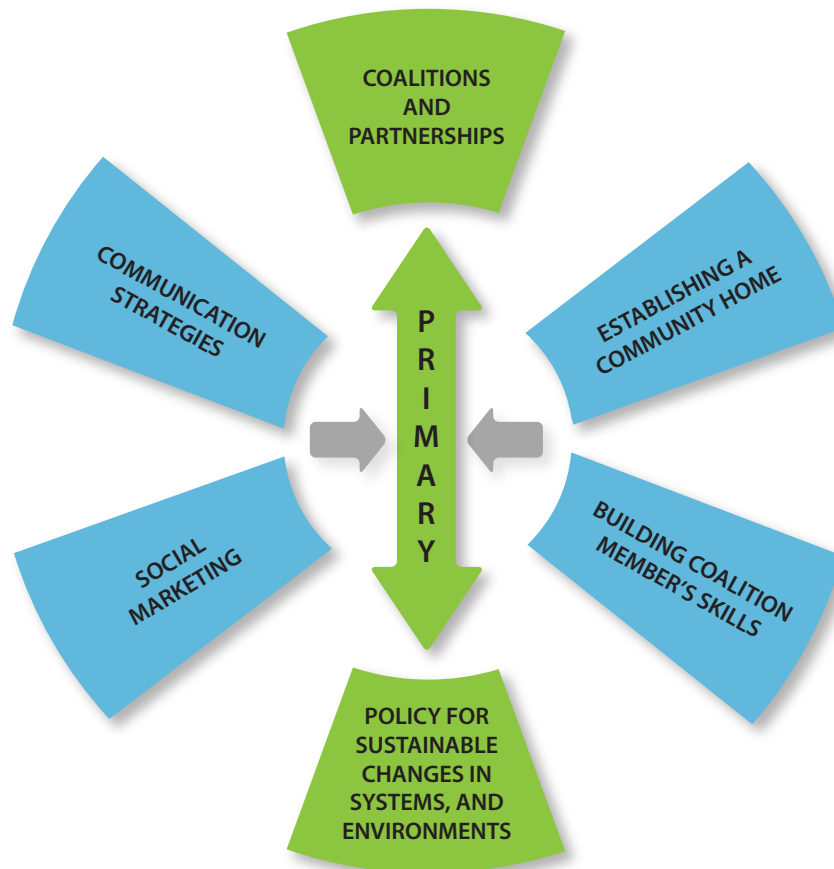 COALITIONS
AND
PARTNERSHIPS
COMMUNICATION
STRATEGIES
ESTABLISHING A
COMMUNITY HOME
PRIMARY
SOCIAL
MARKETING
BUILDING COALITION
MEMBER'S SKILLS
POLICY FOR
SUSTAINABLE
CHANGES IN
SYSTEMS, AND
ENVIRONMENTS